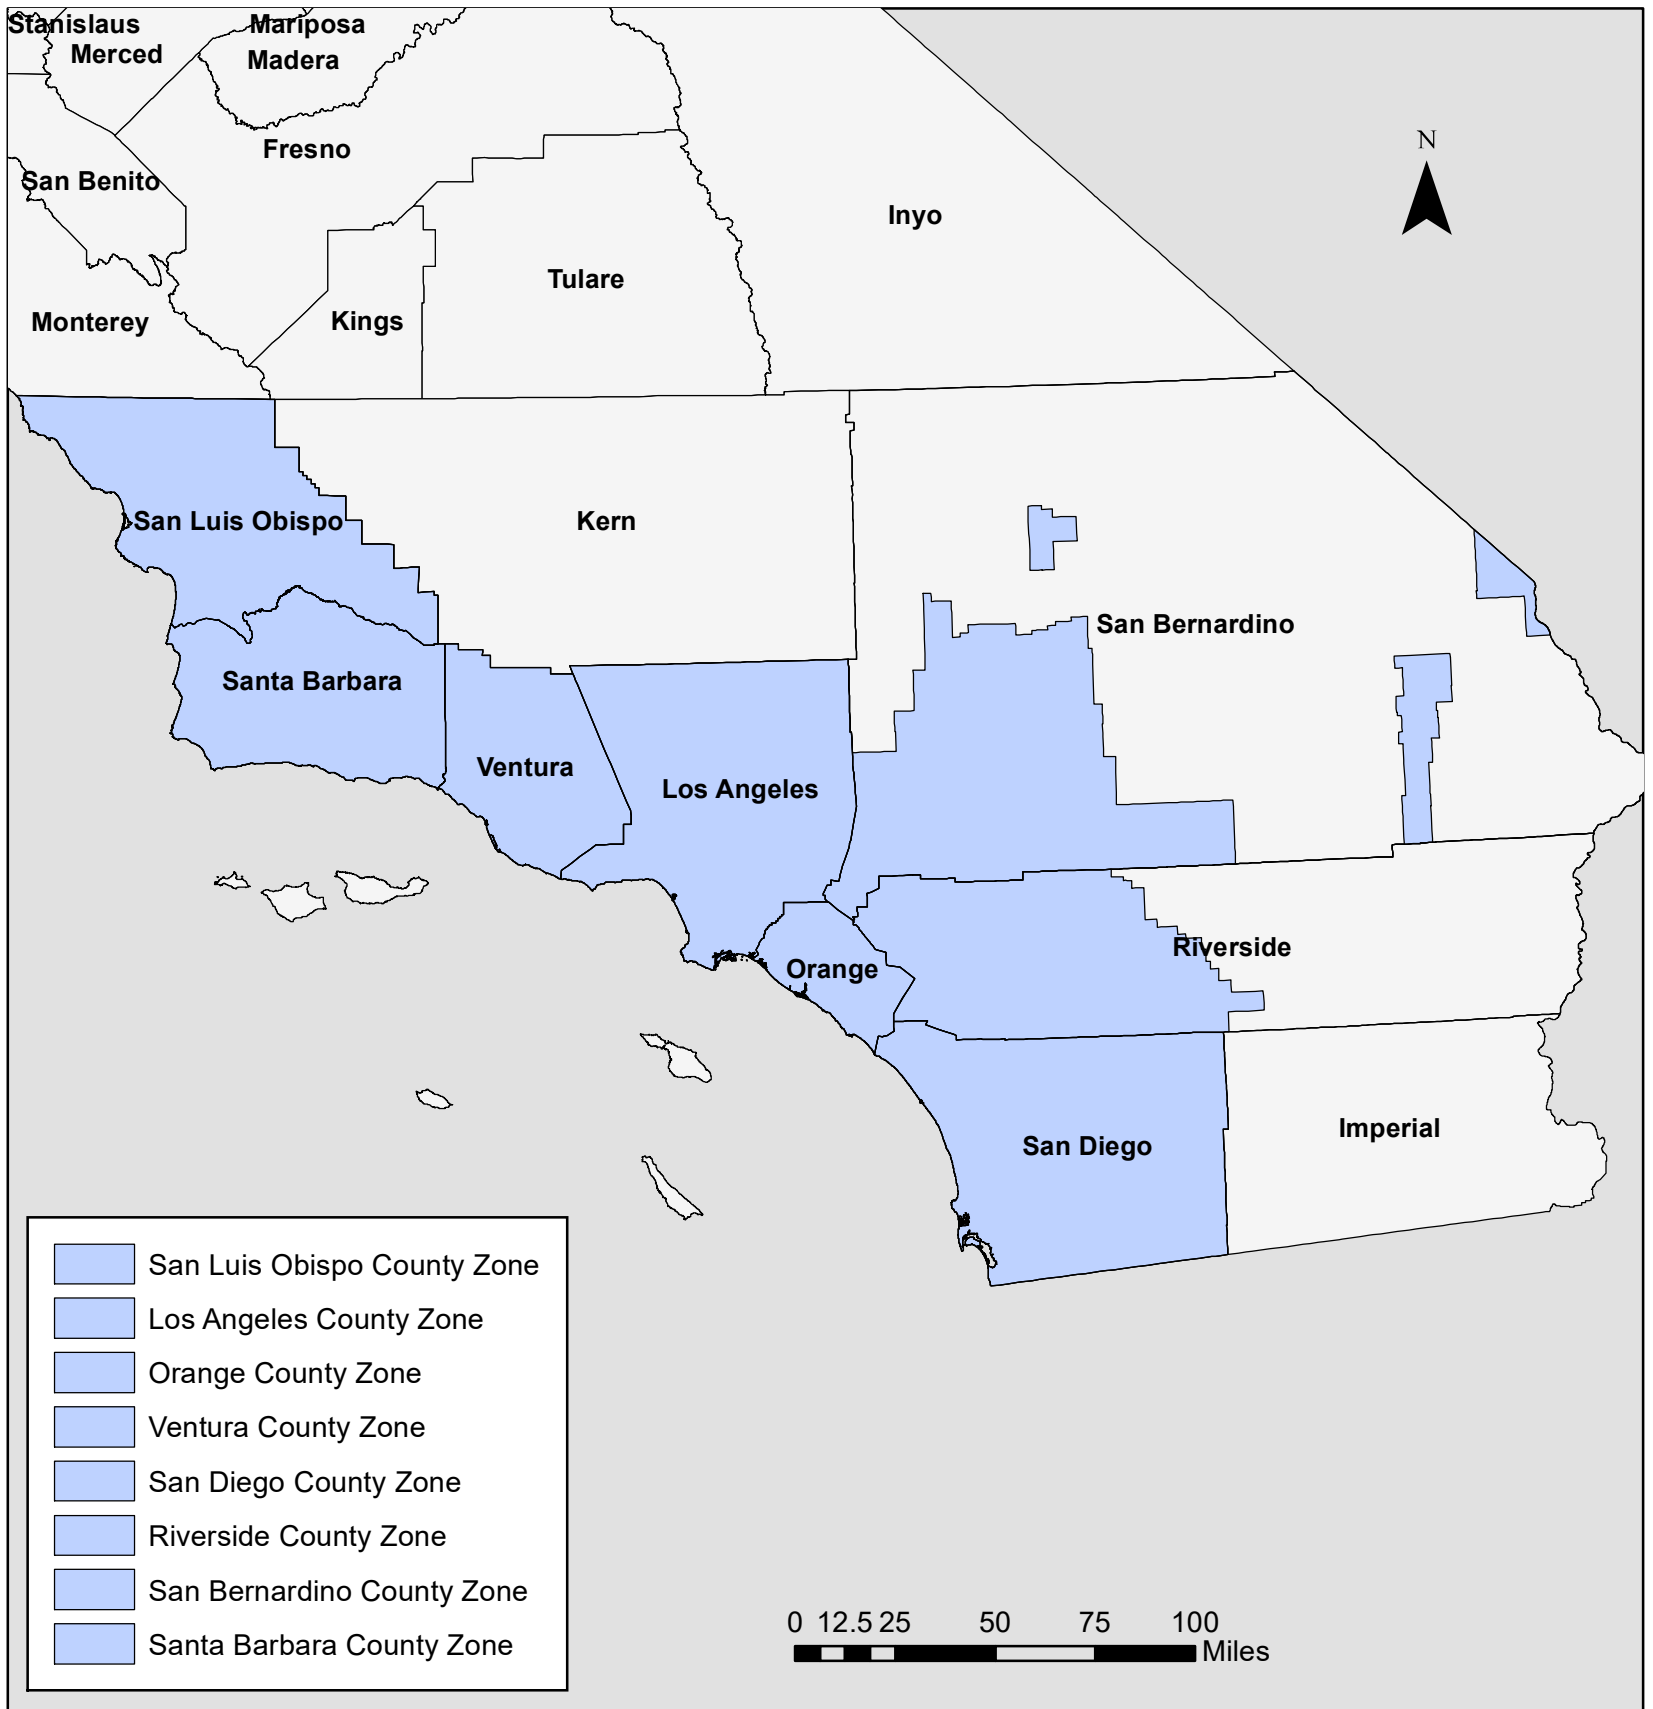 Stanislaus
Mariposa
Merced
Madera
Fresno
N
San Benito
Inyo
Tulare
Monterey
Kings
San Luis Obispo
Kern
San Bernardino
Santa Barbara
Ventura
Los Angeles
Riverside
Orange
Imperial
San Diego
San Luis Obispo County Zone
Los Angeles County Zone
Orange County Zone
Ventura County Zone
San Diego County Zone
Riverside County Zone
San Bernardino County Zone
Santa Barbara County Zone
0 12.5 25 50 75 100
Miles